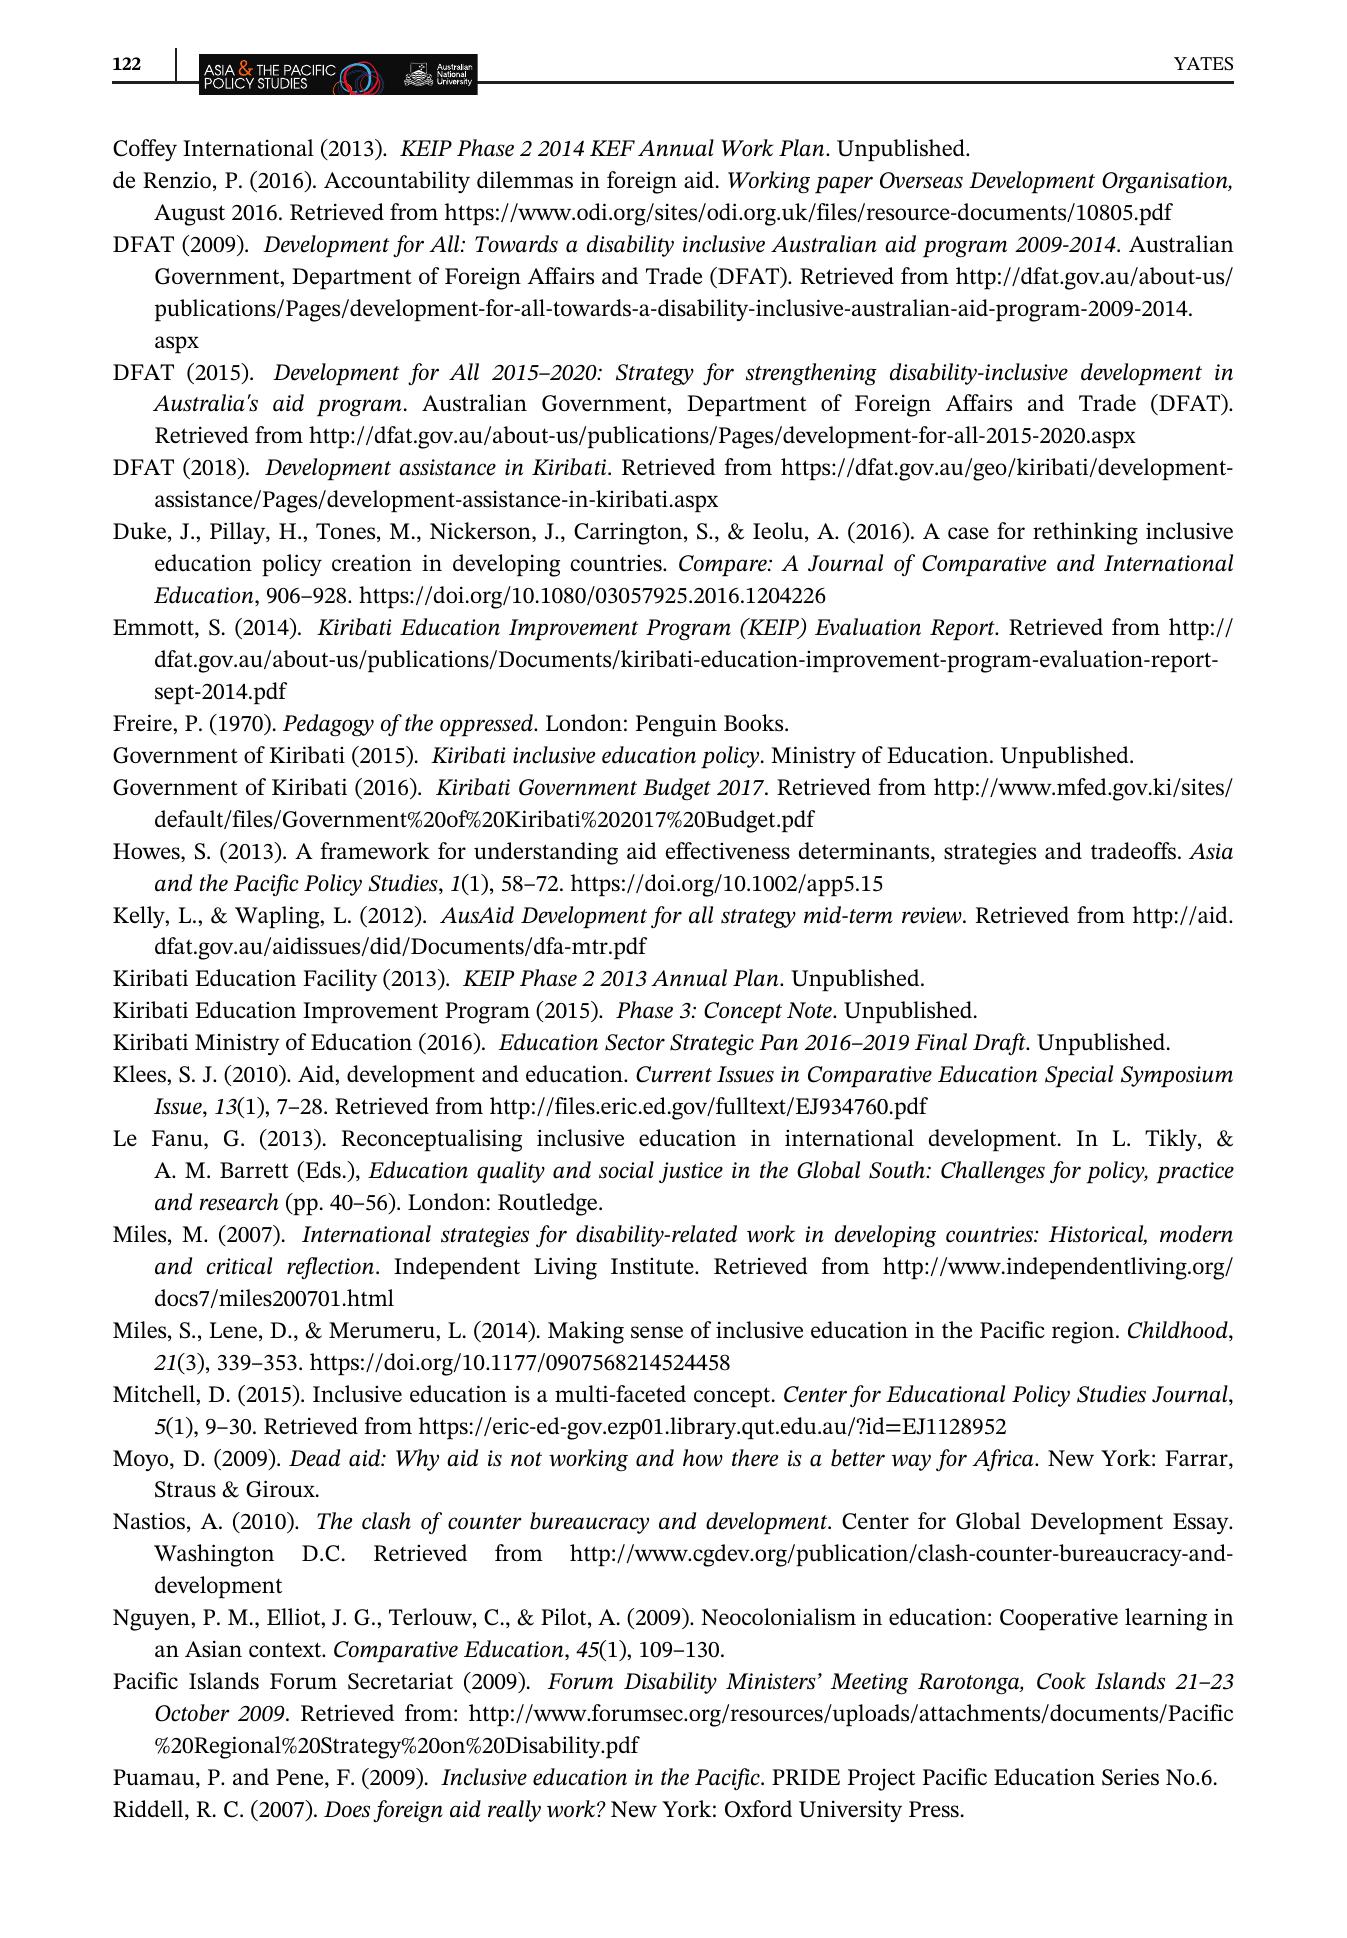 122
ASIA & THE PACIFIC
POLICY STUDIES
Australian
National
University
YATES
Coffey International (2013). KEIP Phase 2 2014 KEF Annual Work Plan. Unpublished.
de Renzio, P. (2016). Accountability dilemmas in foreign aid. Working paper Overseas Development Organisation,
August 2016. Retrieved from https://www.odi.org/sites/odi.org.uk/files/resource-documents/10805.pdf
DFAT (2009). Development for All: Towards a disability inclusive Australian aid program 2009-2014. Australian
Government, Department of Foreign Affairs and Trade (DFAT). Retrieved from http://dfat.gov.au/about-us/
publications/Pages/development-for-all-towards-a-disability-inclusive-australian-aid-program-2009-2014.
aspx
DFAT (2015). Development for All 2015–2020: Strategy for strengthening disability-inclusive development in
Australia's aid program. Australian Government, Department of Foreign Affairs and Trade (DFAT).
Retrieved from http://dfat.gov.au/about-us/publications/Pages/development-for-all-2015-2020.aspx
DFAT (2018). Development assistance in Kiribati. Retrieved from https://dfat.gov.au/geo/kiribati/development-
assistance/Pages/development-assistance-in-kiribati.aspx
Duke, J., Pillay, H., Tones, M., Nickerson, J., Carrington, S., & Ieolu, A. (2016). A case for rethinking inclusive
education policy creation in developing countries. Compare: A Journal of Comparative and International
Education, 906–928. https://doi.org/10.1080/03057925.2016.1204226
Emmott, S. (2014). Kiribati Education Improvement Program (KEIP) Evaluation Report. Retrieved from http://
dfat.gov.au/about-us/publications/Documents/kiribati-education-improvement-program-evaluation-report-
sept-2014.pdf
Freire, P. (1970). Pedagogy of the oppressed. London: Penguin Books.
Government of Kiribati (2015). Kiribati inclusive education policy. Ministry of Education. Unpublished.
Government of Kiribati (2016). Kiribati Government Budget 2017. Retrieved from http://www.mfed.gov.ki/sites/
default/files/Government%20of%20Kiribati%202017%20Budget.pdf
Howes, S. (2013). A framework for understanding aid effectiveness determinants, strategies and tradeoffs. Asia
and the Pacific Policy Studies, 1(1), 58–72. https://doi.org/10.1002/app5.15
Kelly, L., & Wapling, L. (2012). AusAid Development for all strategy mid-term review. Retrieved from http://aid.
dfat.gov.au/aidissues/did/Documents/dfa-mtr.pdf
Kiribati Education Facility (2013). KEIP Phase 2 2013 Annual Plan. Unpublished.
Kiribati Education Improvement Program (2015). Phase 3: Concept Note. Unpublished.
Kiribati Ministry of Education (2016). Education Sector Strategic Pan 2016–2019 Final Draft. Unpublished.
Klees, S. J. (2010). Aid, development and education. Current Issues in Comparative Education Special Symposium
Issue, 13(1), 7–28. Retrieved from http://files.eric.ed.gov/fulltext/EJ934760.pdf
Le Fanu, G. (2013). Reconceptualising inclusive education in international development. In L. Tikly, &
A. M. Barrett (Eds.), Education quality and social justice in the Global South: Challenges for policy, practice
and research (pp. 40–56). London: Routledge.
Miles, M. (2007). International strategies for disability-related work in developing countries: Historical, modern
and critical reflection. Independent Living Institute. Retrieved from http://www.independentliving.org/
docs7/miles200701.html
Miles, S., Lene, D., & Merumeru, L. (2014). Making sense of inclusive education in the Pacific region. Childhood,
21(3), 339–353. https://doi.org/10.1177/0907568214524458
Mitchell, D. (2015). Inclusive education is a multi-faceted concept. Center for Educational Policy Studies Journal,
5(1), 9–30. Retrieved from https://eric-ed-gov.ezp01.library.qut.edu.au/?id=EJ1128952
Moyo, D. (2009). Dead aid: Why aid is not working and how there is a better way for Africa. New York: Farrar,
Straus & Giroux.
Nastios, A. (2010). The clash of counter bureaucracy and development. Center for Global Development Essay.
Washington D.C. Retrieved from http://www.cgdev.org/publication/clash-counter-bureaucracy-and-
development
Nguyen, P. M., Elliot, J. G., Terlouw, C., & Pilot, A. (2009). Neocolonialism in education: Cooperative learning in
an Asian context. Comparative Education, 45(1), 109–130.
Pacific Islands Forum Secretariat (2009). Forum Disability Ministers’ Meeting Rarotonga, Cook Islands 21–23
October 2009. Retrieved from: http://www.forumsec.org/resources/uploads/attachments/documents/Pacific
%20Regional%20Strategy%20on%20Disability.pdf
Puamau, P. and Pene, F. (2009). Inclusive education in the Pacific. PRIDE Project Pacific Education Series No.6.
Riddell, R. C. (2007). Does foreign aid really work? New York: Oxford University Press.